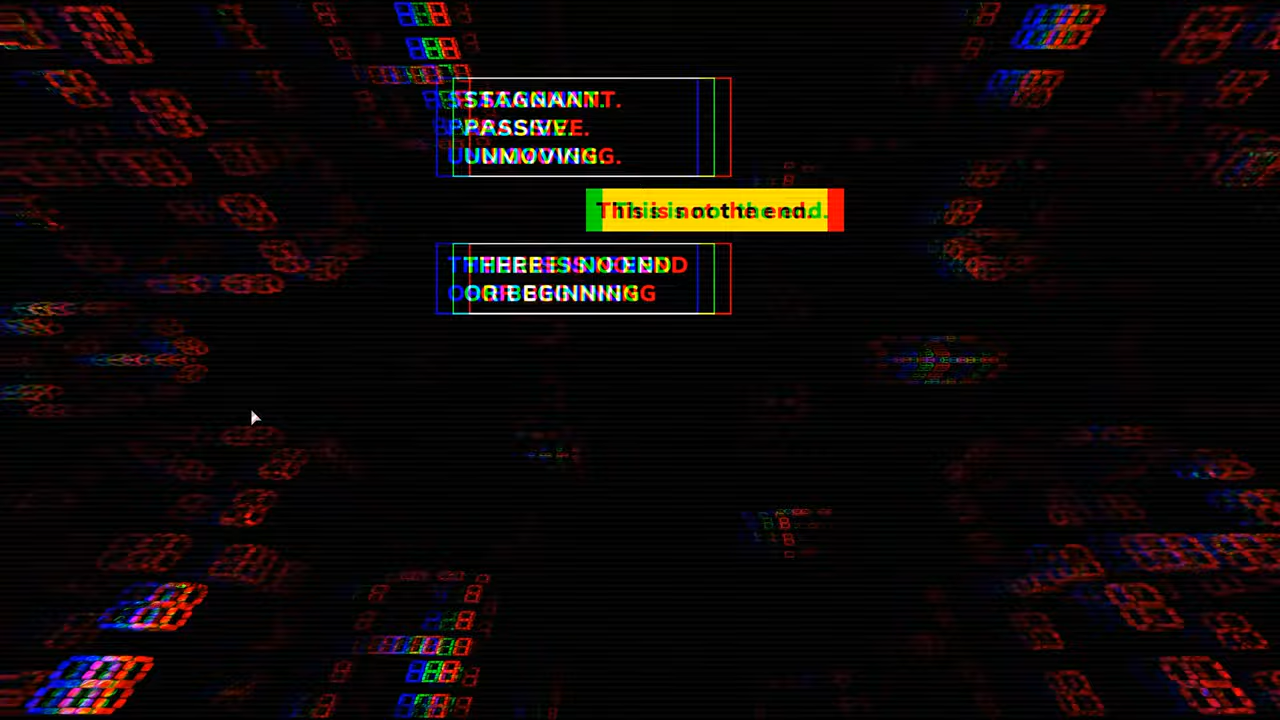 STAGNANT.
PASSIVE.
UNMOVING.
This is not the end.
THERE IS NO END
OR BEGINNING